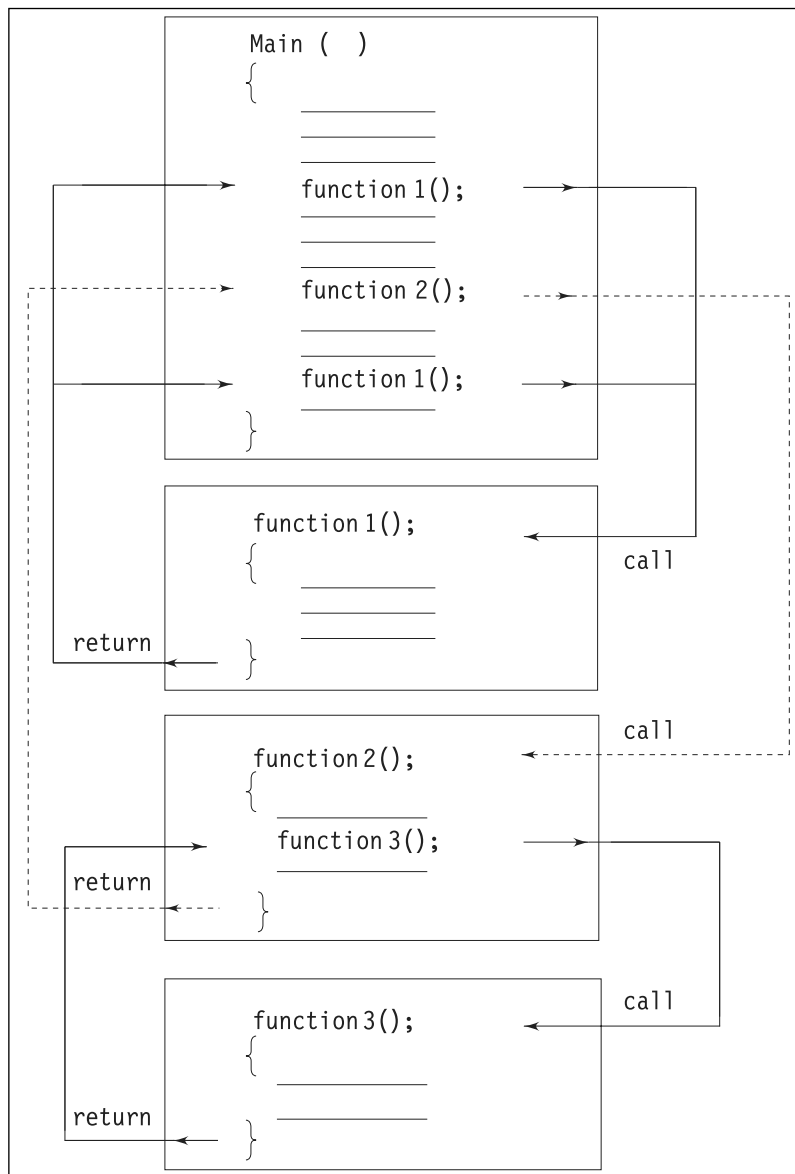 Main ( )
{
function 1();
function 2();
function 1();
}
function 1();
call
{
return
}
call
function 2();
{
function 3();
return
}
call
function 3();
{
return
}